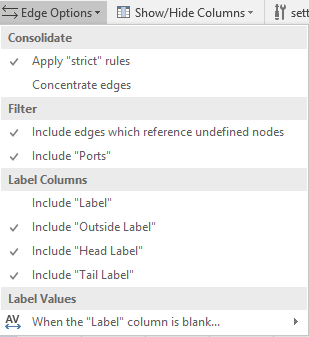 Edge Options Show/Hide Columns sett
Consolidate
Apply "strict" rules
Concentrate edges
Filter
Include edges which reference undefined nodes
Include "Ports"
Label Columns
Include "Label"
Include "Outside Label"
Include "Head Label"
Include "Tail Label"
Label Values
AV When the "Label" column is blank...